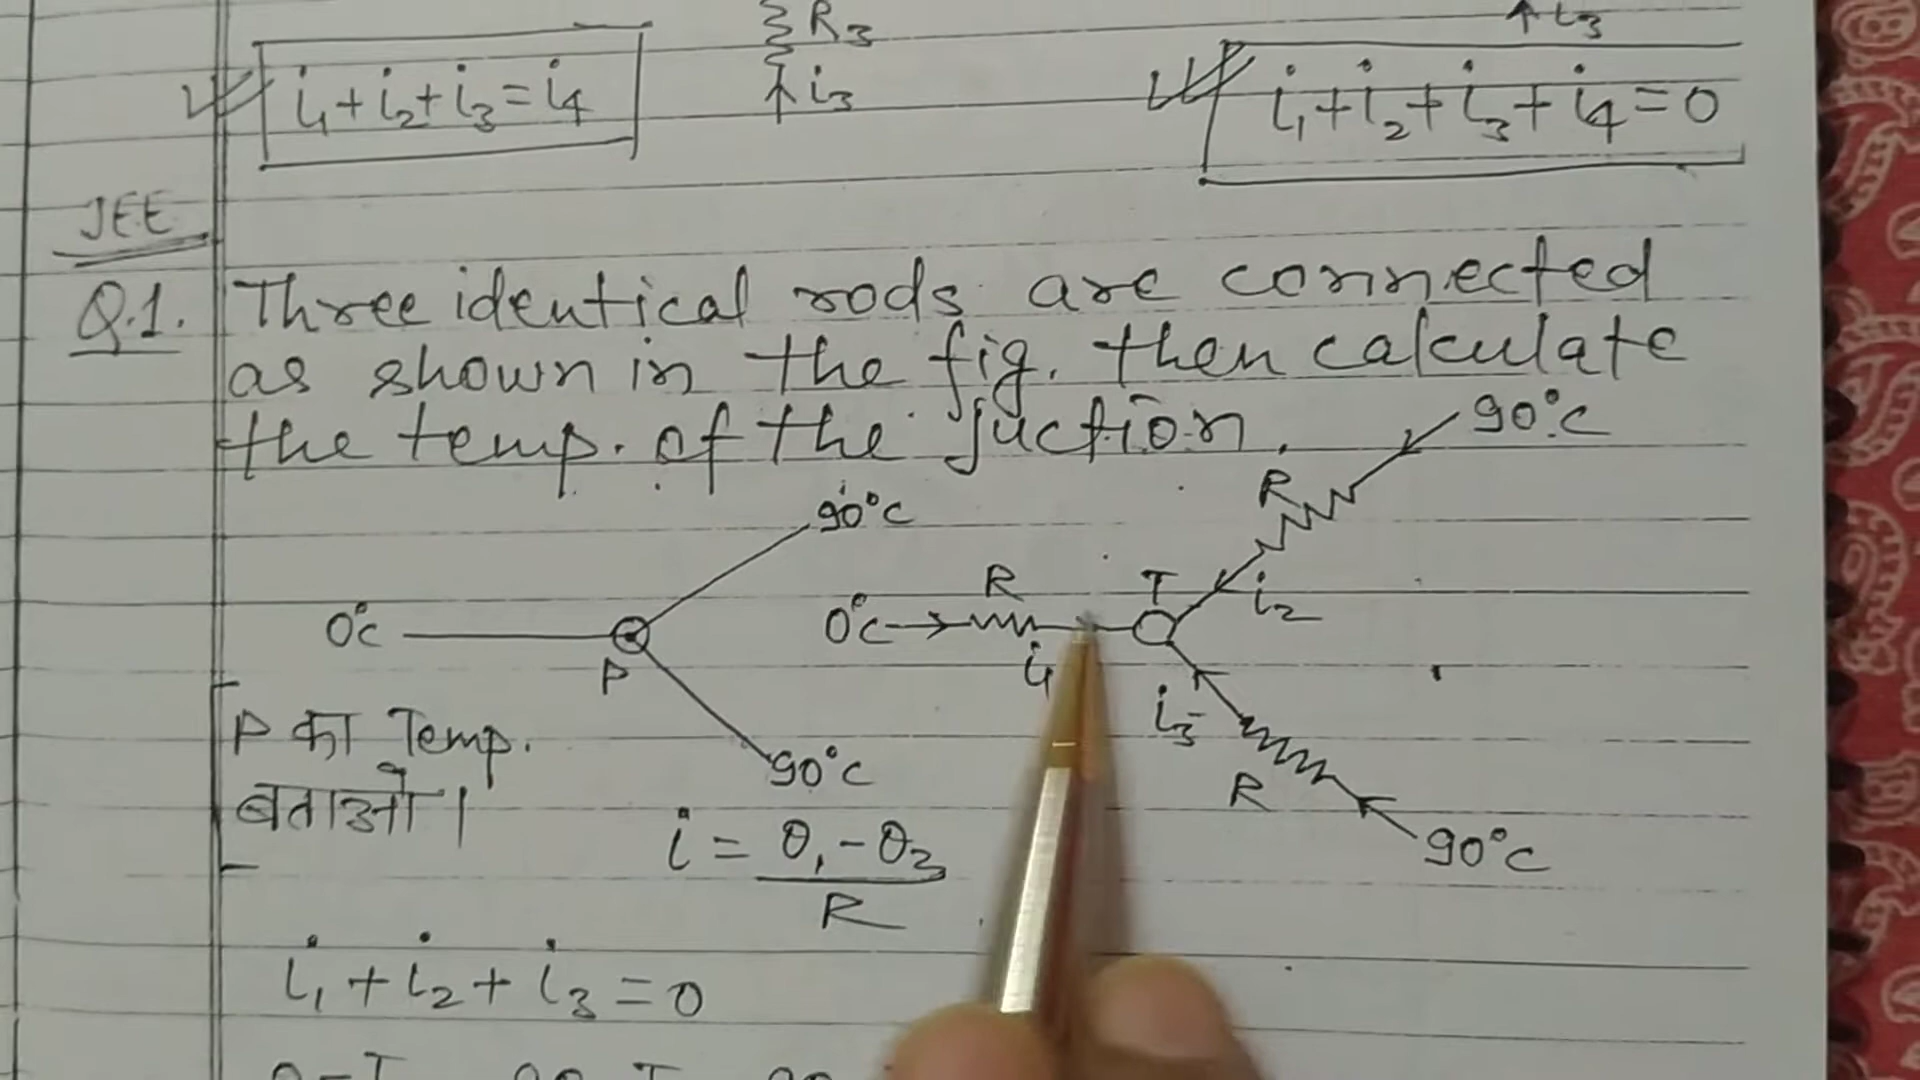 R3
i3
i1+i2+i3=i4
i3
i1+i2+i3+i4=0
JEE
Q.1. Three identical rods are connected
as shown in the fig. then calculate
the temp. of the juction.
90°C
0°C
P
90°C
90°C
R
i2
T
R
0°C
i1
i3
R
90°C
P का Temp.
बताओ।
i = θ1-θ2
R
i1+i2+i3=0